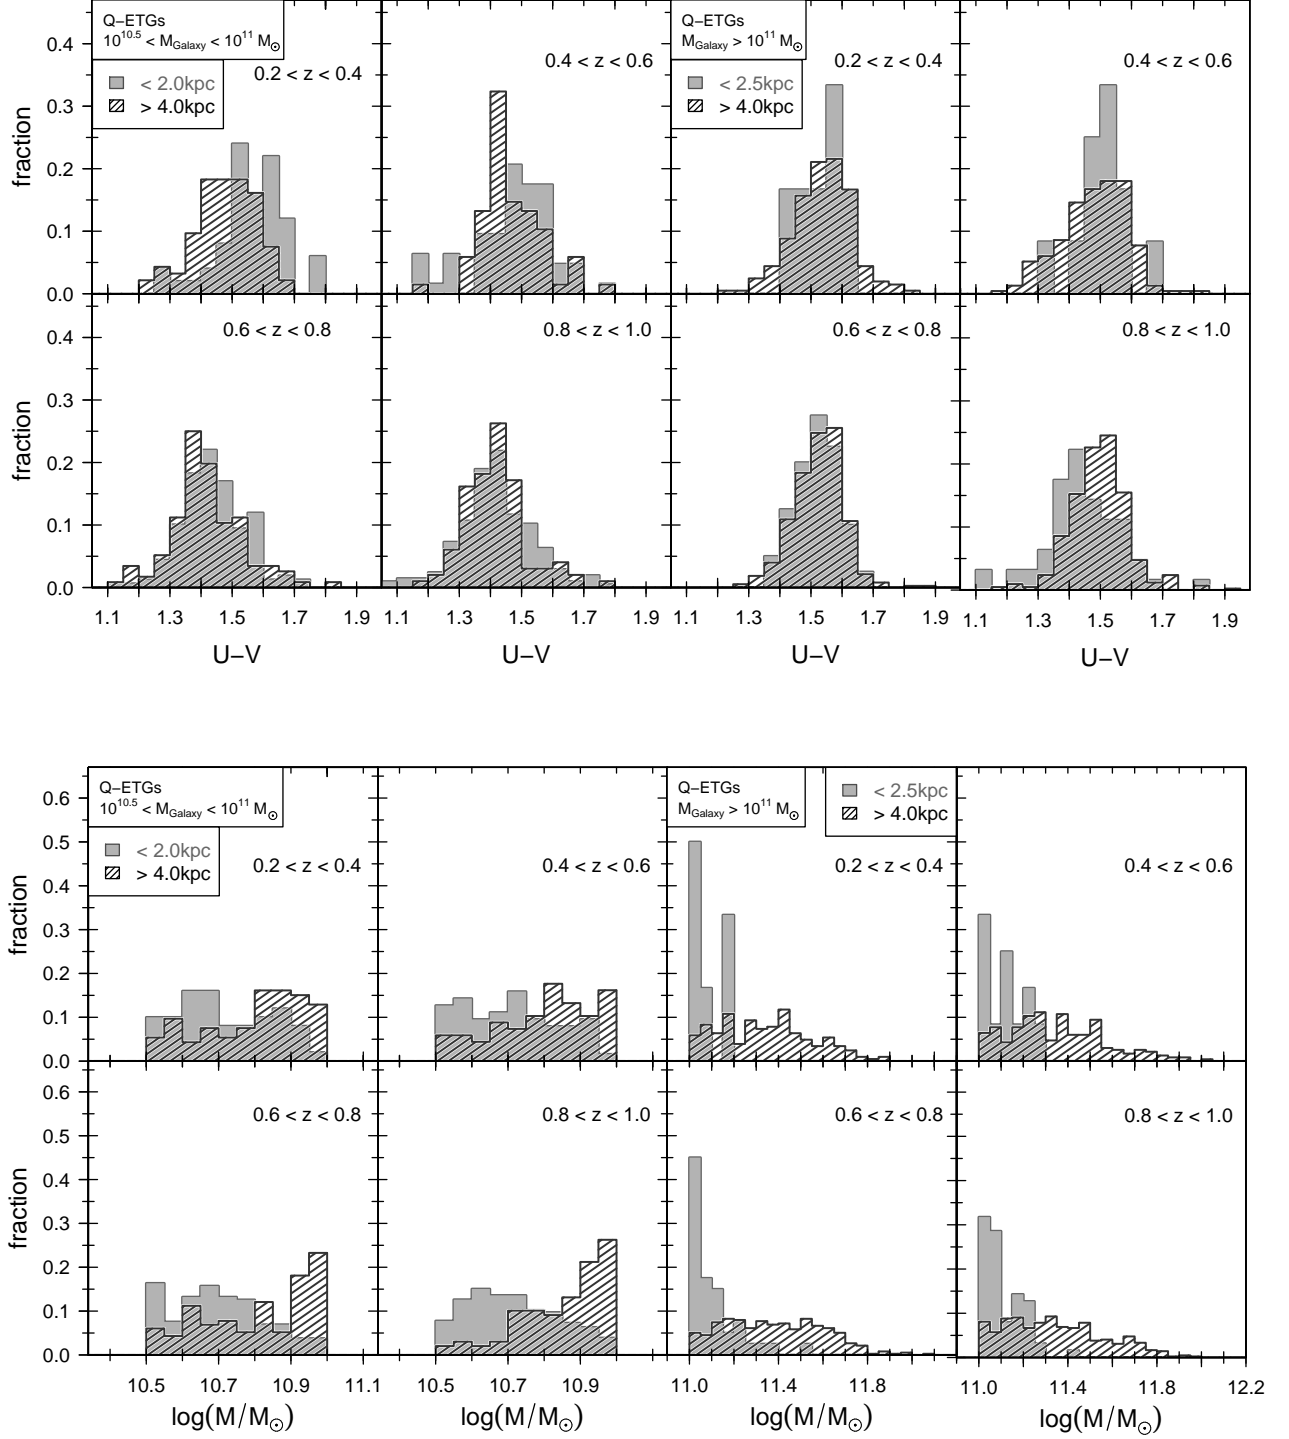 Q−ETGs
10^10.5 < M_Galaxy < 10^11 M_⊙
< 2.0kpc
> 4.0kpc
0.2 < z < 0.4
0.4 < z < 0.6
Q−ETGs
M_Galaxy > 10^11 M_⊙
< 2.5kpc
> 4.0kpc
0.2 < z < 0.4
0.4 < z < 0.6
fraction
0.4
0.3
0.2
0.1
0.0
0.6 < z < 0.8
0.8 < z < 1.0
0.6 < z < 0.8
0.8 < z < 1.0
fraction
0.4
0.3
0.2
0.1
0.0
1.1 1.3 1.5 1.7 1.9
1.1 1.3 1.5 1.7 1.9
1.1 1.3 1.5 1.7 1.9
1.1 1.3 1.5 1.7 1.9
U−V U−V U−V U−V
Q−ETGs
10^10.5 < M_Galaxy < 10^11 M_⊙
< 2.0kpc
> 4.0kpc
0.2 < z < 0.4
0.4 < z < 0.6
Q−ETGs
M_Galaxy > 10^11 M_⊙
< 2.5kpc
> 4.0kpc
0.2 < z < 0.4
0.4 < z < 0.6
fraction
0.6
0.5
0.4
0.3
0.2
0.1
0.0
0.6 < z < 0.8
0.8 < z < 1.0
0.6 < z < 0.8
0.8 < z < 1.0
fraction
0.6
0.5
0.4
0.3
0.2
0.1
0.0
10.5 10.7 10.9 11.1
10.5 10.7 10.9
11.0 11.4 11.8
11.0 11.4 11.8 12.2
log(M/M_⊙) log(M/M_⊙) log(M/M_⊙) log(M/M_⊙)